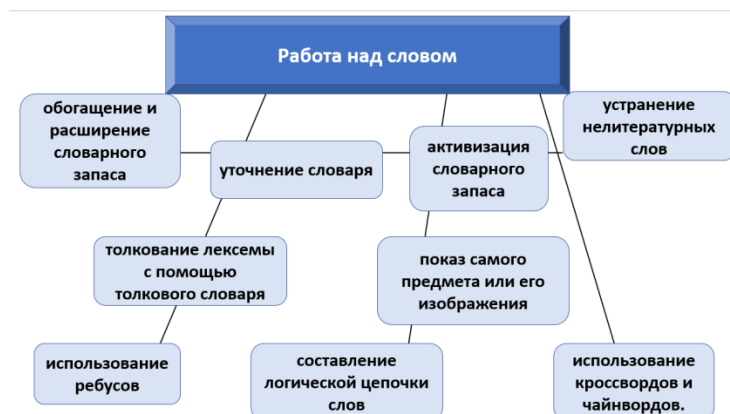 Работа над словом
обогащение и
расширение
словарного
запаса
уточнение словаря
активизация
словарного
запаса
устранение
нелитературных
слов
толкование лексемы
с помощью
толкового словаря
показ самого
предмета или его
изображения
использование
ребусов
составление
логической цепочки
слов
использование
кроссвордов и
чайнвордов.